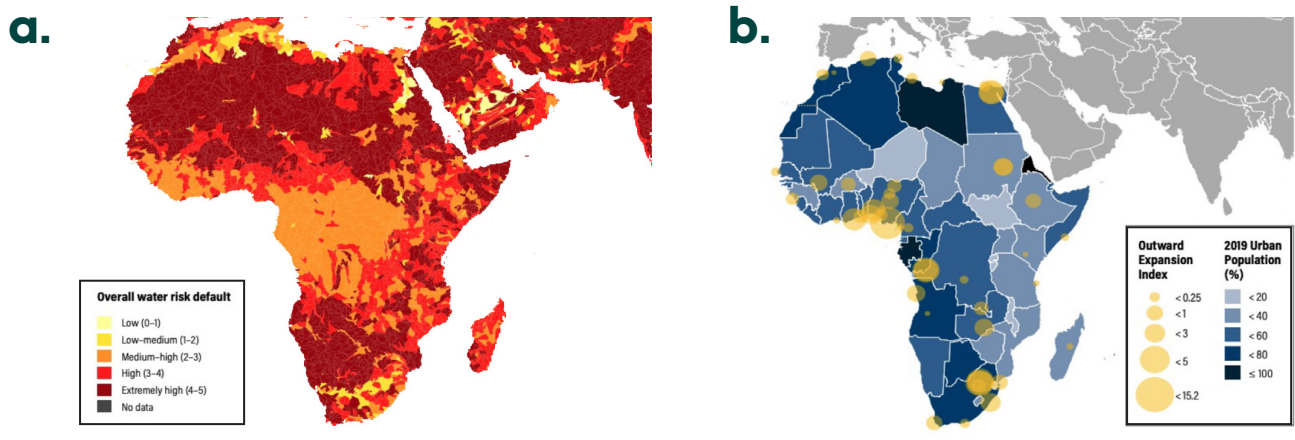 a.
Overall water risk default
Low (0–1)
Low–medium (1–2)
Medium–high (2–3)
High (3–4)
Extremely high (4–5)
No data
b.
Outward
Expansion
Index
< 0.25
< 1
< 3
< 5
< 15.2
2019 Urban
Population
(%)
< 20
< 40
< 60
< 80
≤ 100